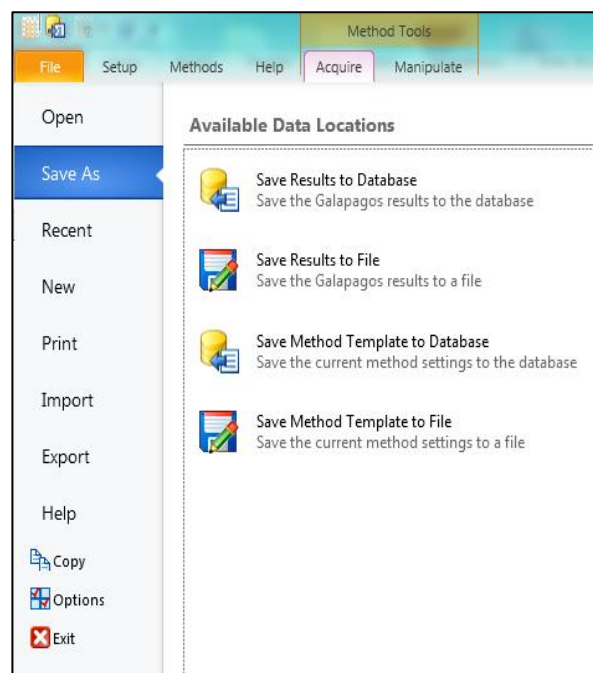 Method Tools
File Setup Methods Help Acquire Manipulate
Open
Save As
Recent
New
Print
Import
Export
Help
Copy
Options
Exit
Available Data Locations
Save Results to Database
Save the Galapagos results to the database
Save Results to File
Save the Galapagos results to a file
Save Method Template to Database
Save the current method settings to the database
Save Method Template to File
Save the current method settings to a file